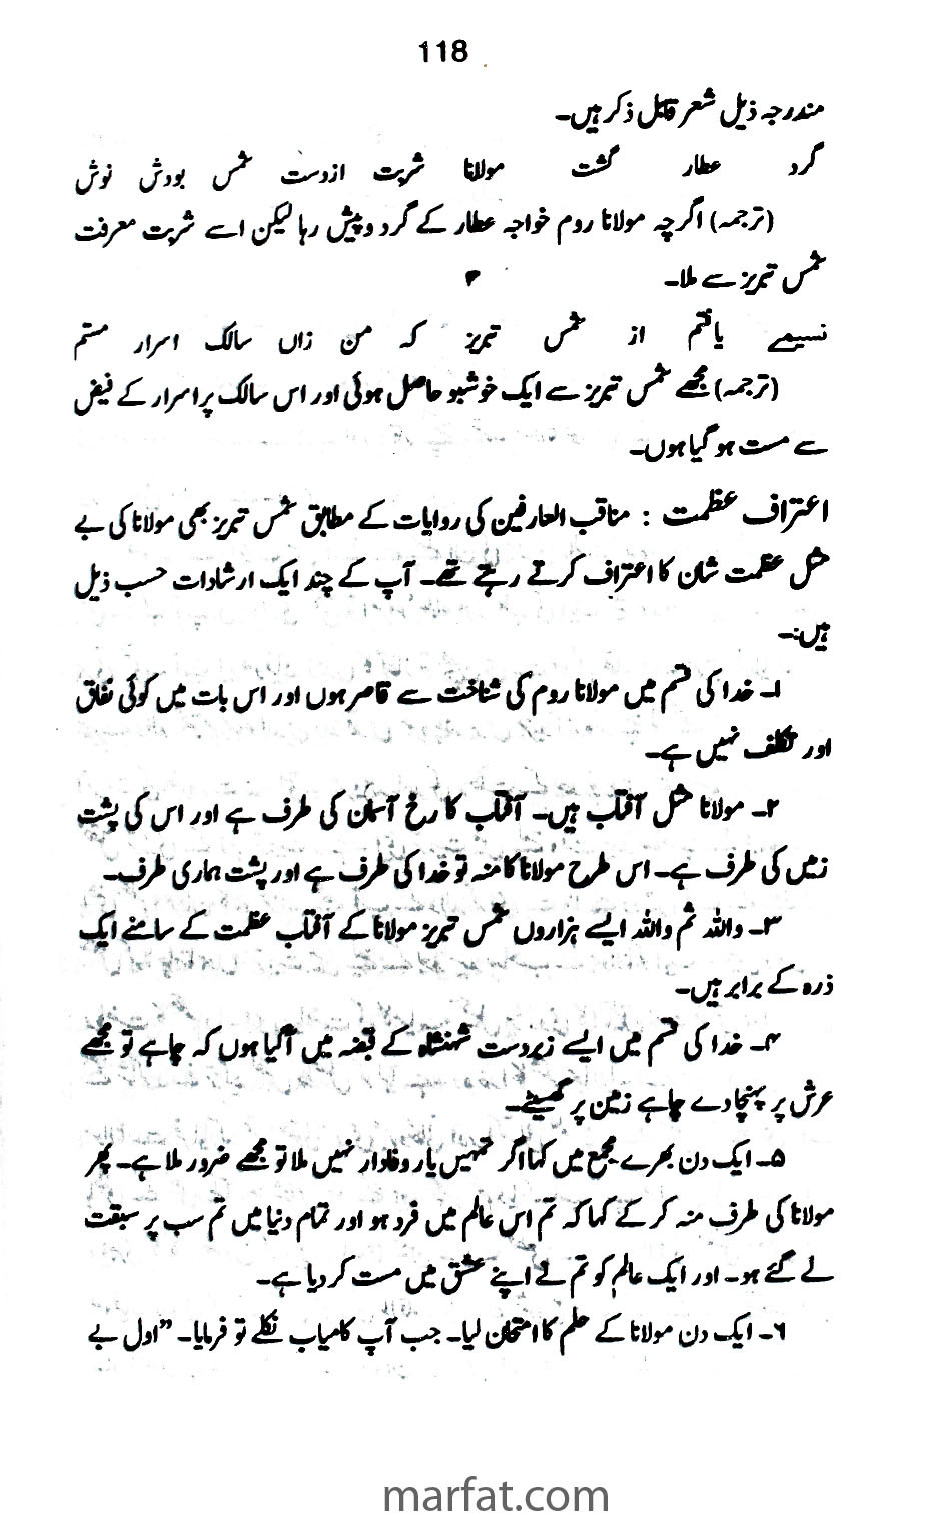 118
مندرجہ ذیل شعر قابل ذکر ہیں۔
گرد عطار گشت مولانا شربت از دست شمس بودش نوش
(ترجمہ) اگرچہ مولانا روم خواجہ عطار کے گرد و پیش رہا لیکن اسے شربت معرفت
شمس تبریز سے ملا۔
نسیمے یافتم از شمس تبریز کہ من زاں سالک اسرار مستم
(ترجمہ) مجھے شمس تبریز سے ایک خوشبو حاصل ہوئی اور اس سالک پر اسرار کے فیض
سے مست ہو گیا ہوں۔
اعتراف عظمت : مناقب العارفین کی روایات کے مطابق شمس تبریز بھی مولانا کی بے
مثل عظمت شان کا اعتراف کرتے رہے تھے۔ آپ کے چند ایک ارشادات حسب ذیل
ہیں:۔
۱۔ خدا کی قسم میں مولانا روم کی شناخت سے قاصر ہوں اور اس بات میں کوئی نفاق
اور تکلف نہیں ہے۔
۲۔ مولانا مثل آفتاب ہیں۔ آفتاب کا رخ آسمان کی طرف ہے اور اس کی پشت
زمین کی طرف ہے۔ اس طرح مولانا کا منہ تو خدا کی طرف ہے اور پشت ہماری طرف۔
۳۔ واللہ ثم واللہ ایسے ہزاروں شمس تبریز مولانا کے آفتاب عظمت کے سامنے ایک
ذرہ کے برابر ہیں۔
۴۔ خدا کی قسم میں ایسے زبردست شہنشاہ کے قبضہ میں آگیا ہوں کہ چاہے تو مجھے
عرش پر پہنچا دے چاہے زمین پر گھسیٹے۔
۵۔ ایک دن بھرے مجمع میں کہا اگر تمہیں یار وفادار نہیں ملا تو مجھے ضرور ملا ہے۔ پھر
مولانا کی طرف منہ کر کے کہا کہ تم اس عالم میں فرد ہو اور تمام دنیا میں تم سب پر سبقت
لے گئے ہو۔ اور ایک عالم کو تم نے اپنے عشق میں مست کر دیا ہے۔
۶۔ ایک دن مولانا کے حلم کا امتحان لیا۔ جب آپ کامیاب نکلے تو فرمایا۔ "اول بے
marfat.com